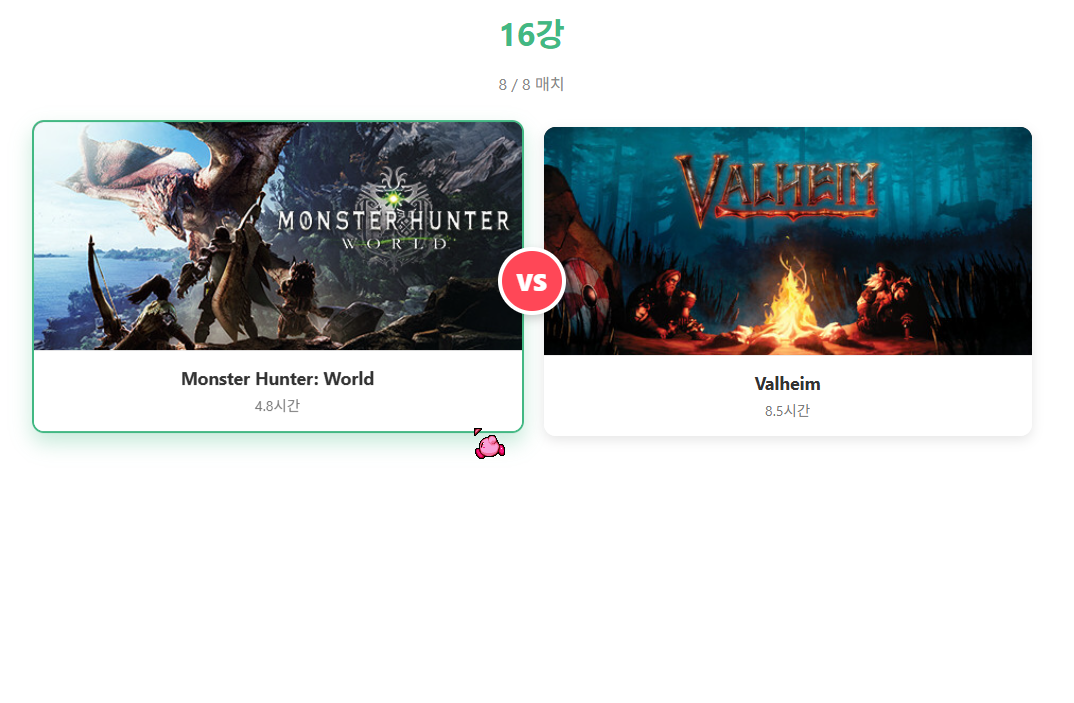 16강
8 / 8 매치
MONSTER HUNTER
WORLD
VALHEIM
VS
Monster Hunter: World
4.8시간
Valheim
8.5시간